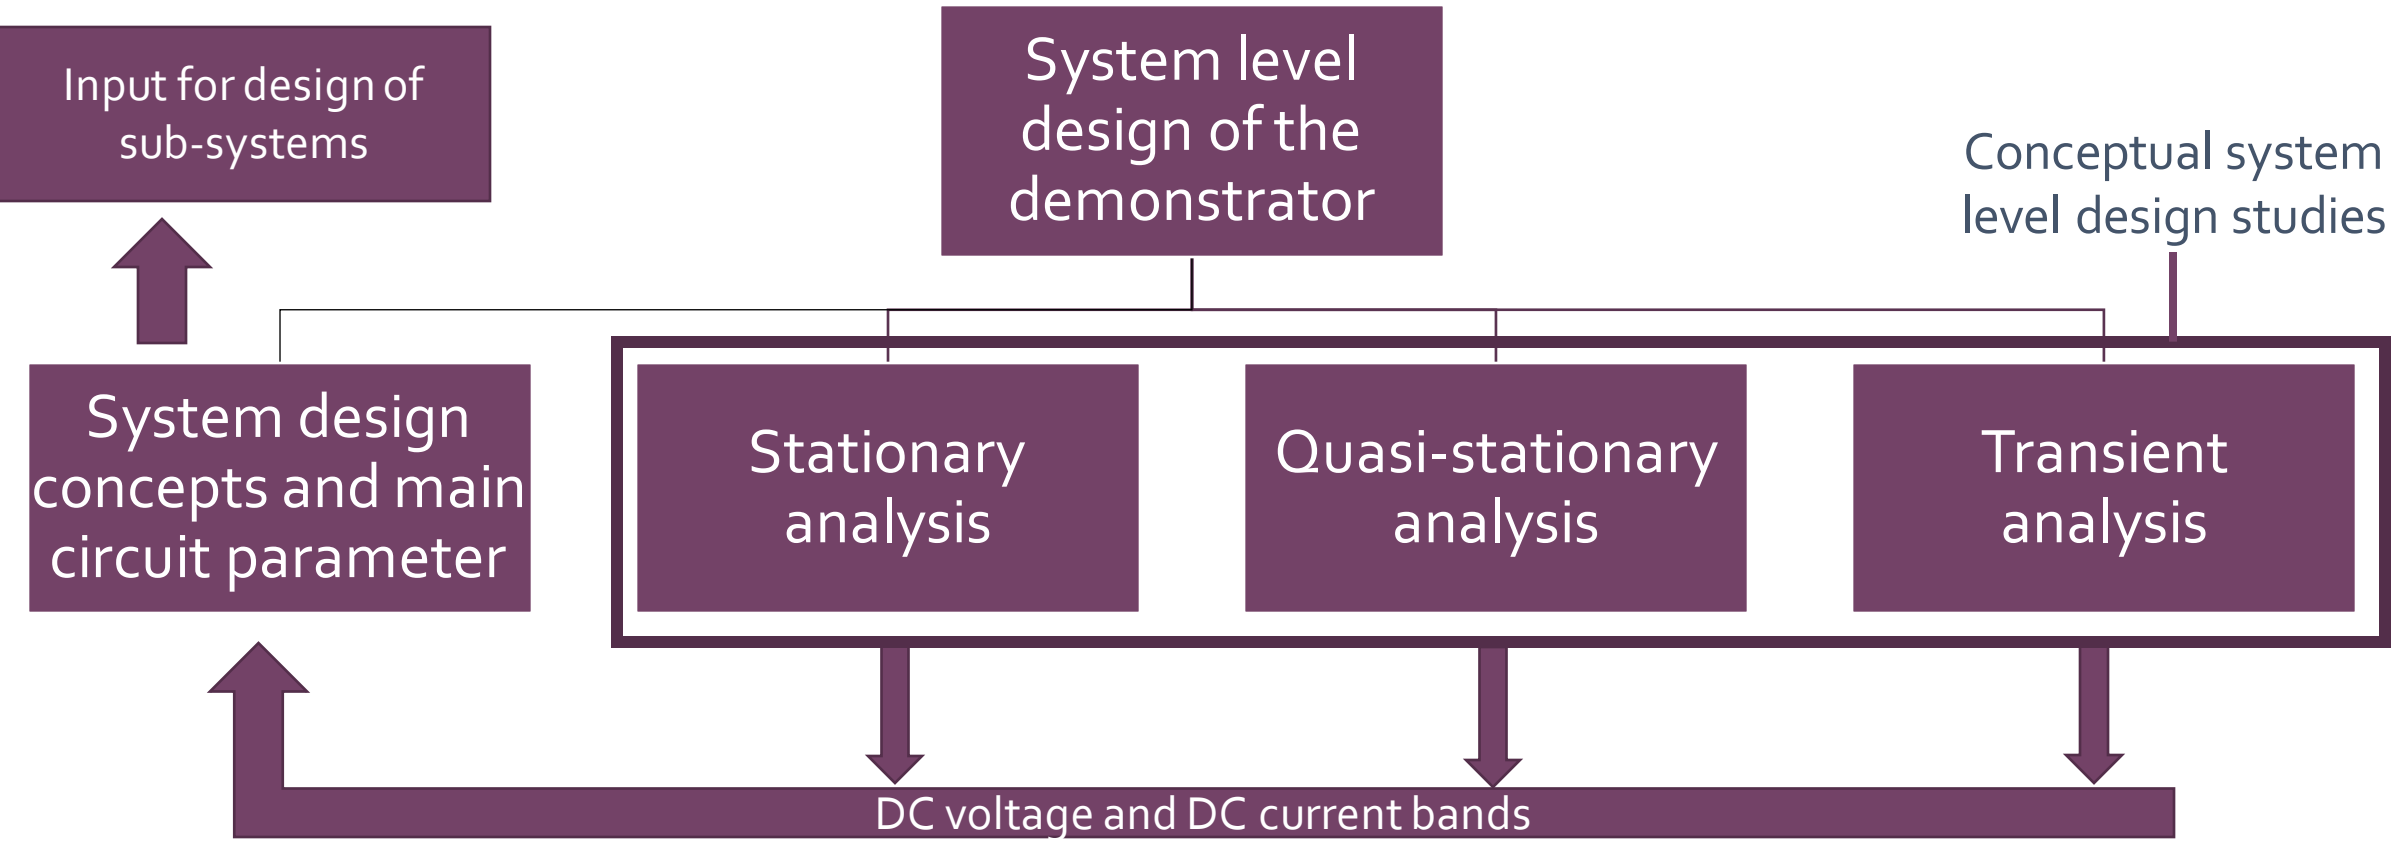 Input for design of
sub-systems
System level
design of the
demonstrator
Conceptual system
level design studies
System design
concepts and main
circuit parameter
Stationary
analysis
Quasi-stationary
analysis
Transient
analysis
DC voltage and DC current bands